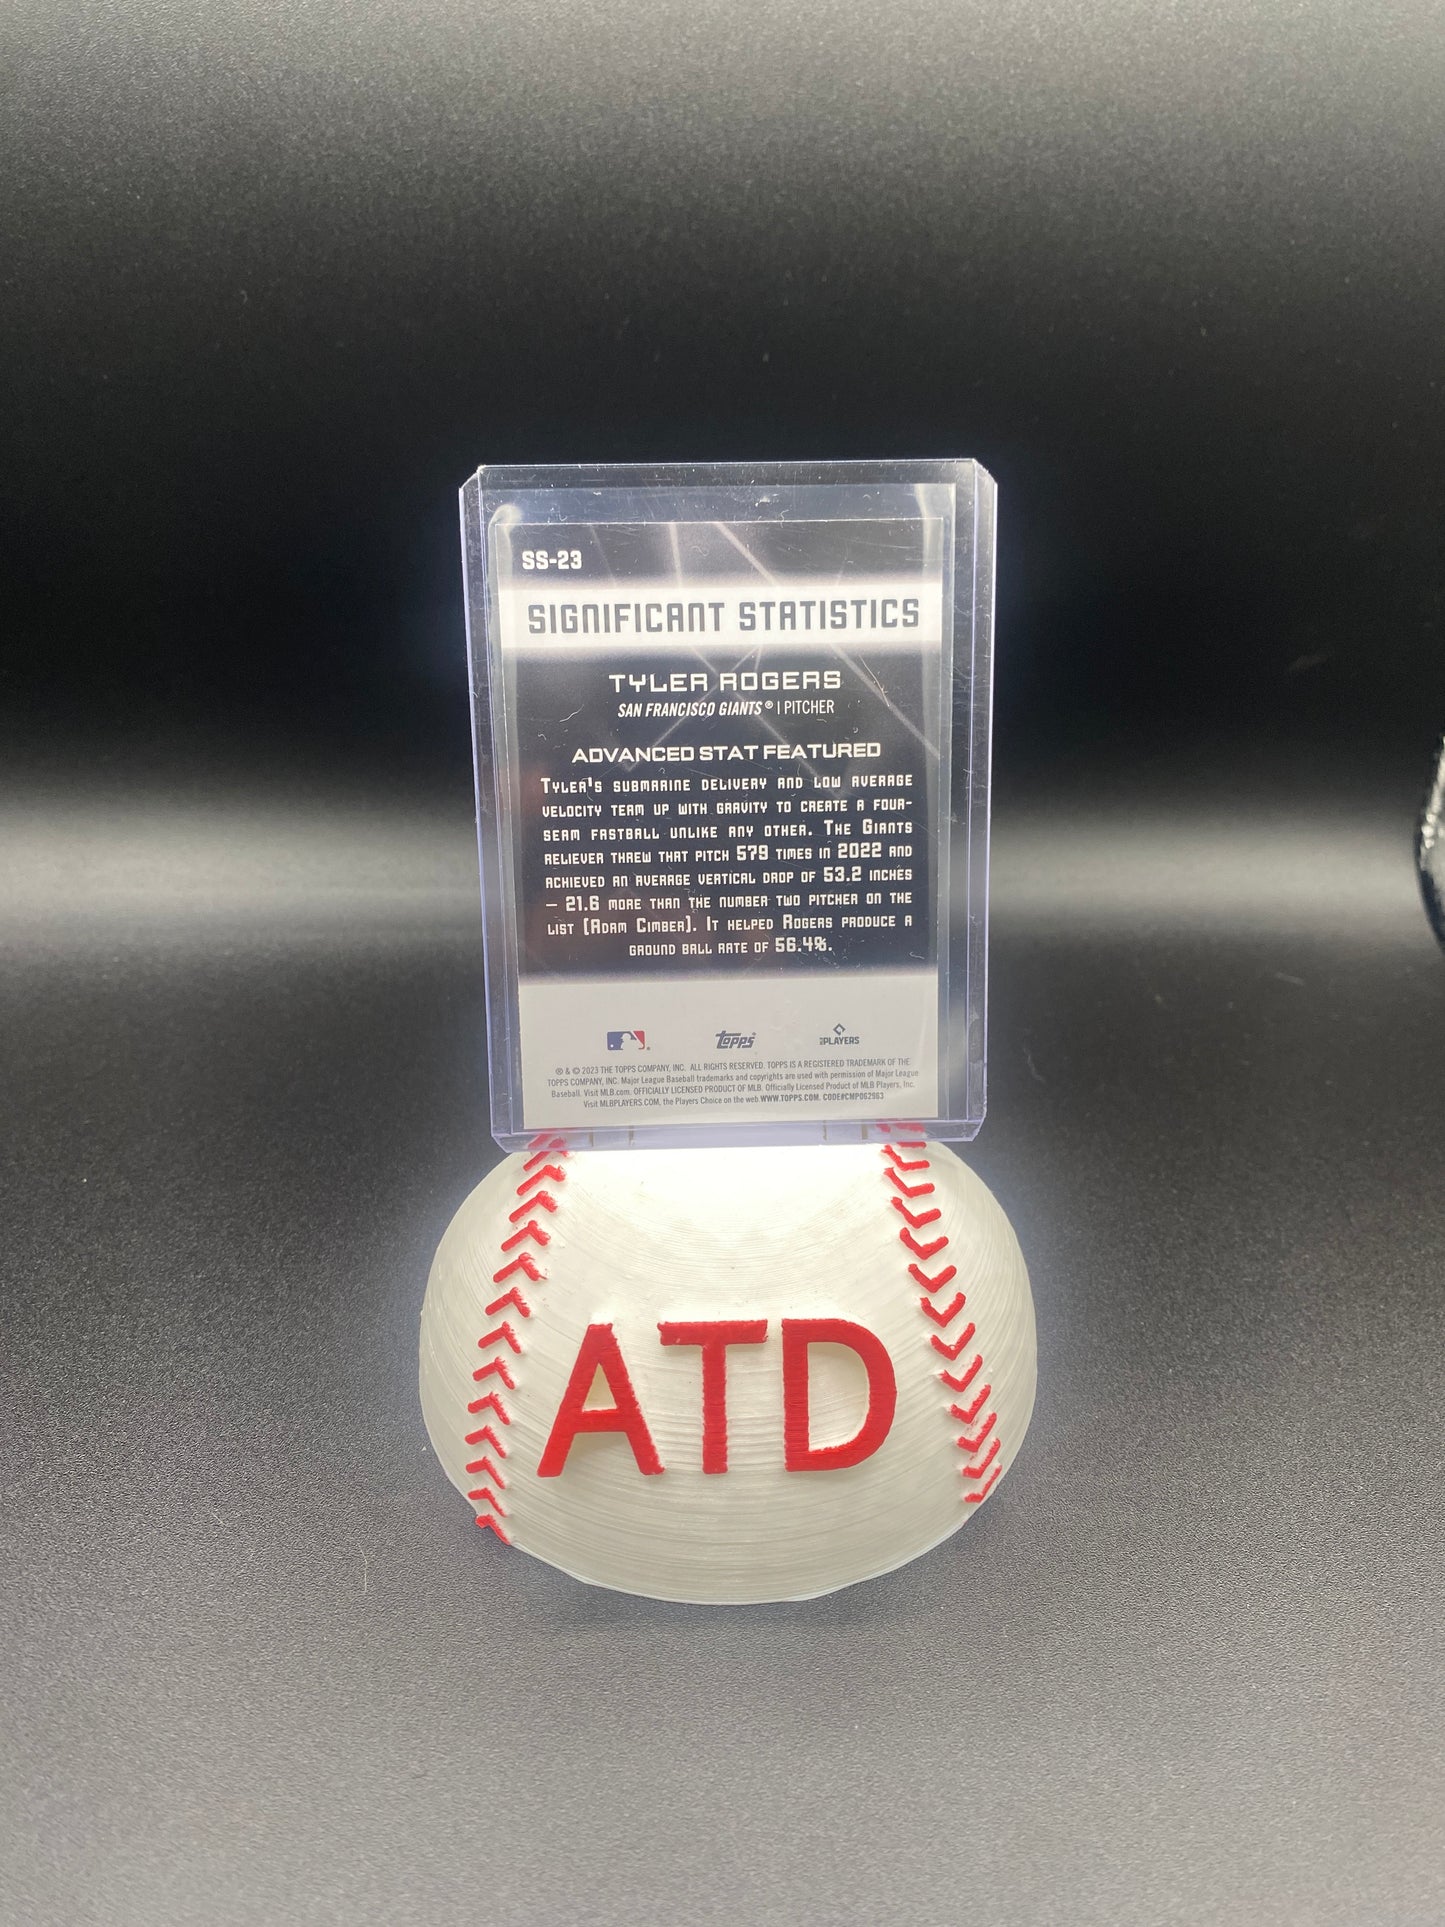 SS-23
SIGNIFICANT STATISTICS
TYLER ROGERS
SAN FRANCISCO GIANTS® | PITCHER
ADVANCED STAT FEATURED
TYLER'S SUBMARINE DELIVERY AND LOW AVERAGE
VELOCITY TEAM UP WITH GRAVITY TO CREATE A FOUR-
SEAM FASTBALL UNLIKE ANY OTHER. THE GIANTS
RELIEVER THREW THAT PITCH 579 TIMES IN 2022 AND
ACHIEVED AN AVERAGE VERTICAL DROP OF 53.2 INCHES
— 21.6 MORE THAN THE NUMBER TWO PITCHER ON THE
LIST (ADAM CIMBER). IT HELPED ROGERS PRODUCE A
GROUND BALL RATE OF 56.4%.
Topps PLAYERS
® & © 2023 THE TOPPS COMPANY, INC. ALL RIGHTS RESERVED. TOPPS IS A REGISTERED TRADEMARK OF THE
TOPPS COMPANY, INC. Major League Baseball trademarks and copyrights are used with permission of Major League
Baseball. Visit MLB.com. OFFICIALLY LICENSED PRODUCT OF MLB. Officially Licensed Product of MLB Players, Inc.
Visit MLBPLAYERS.COM, the Players Choice on the web. WWW.TOPPS.COM. CODE#CMP062963
ATD